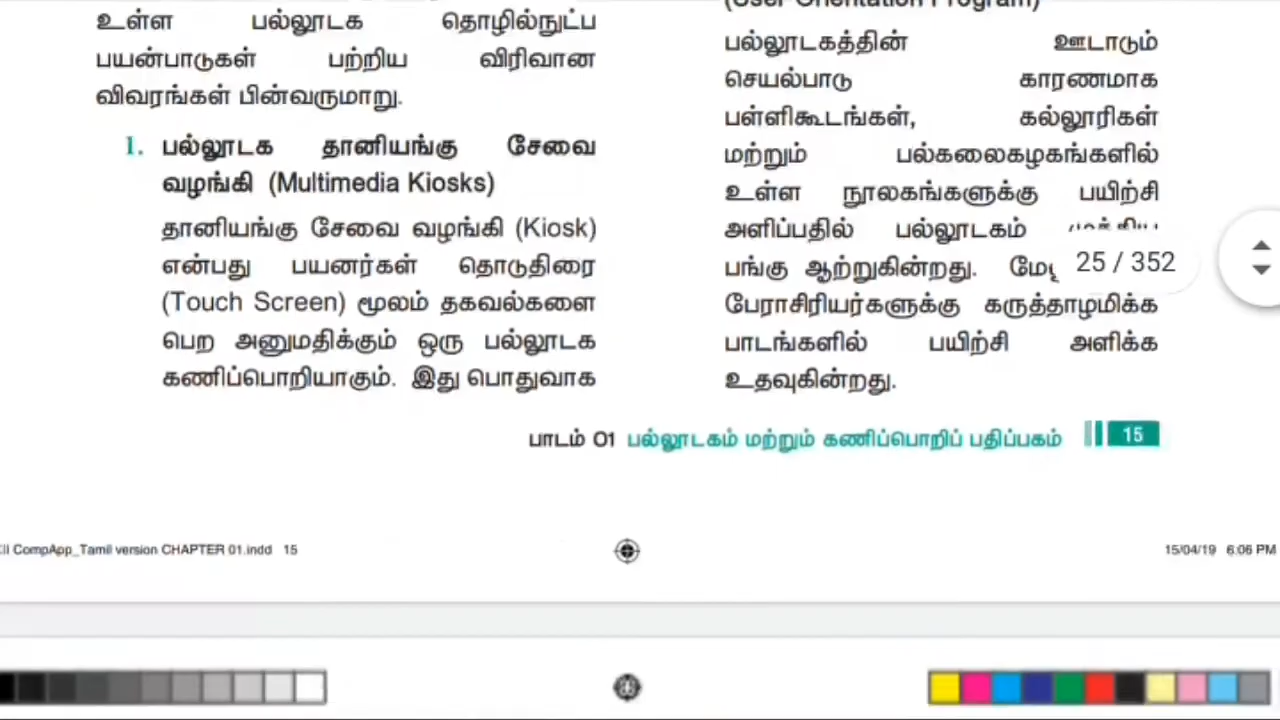 உள்ள பல்லூடக தொழில்நுட்ப
பயன்பாடுகள் பற்றிய விரிவான
விவரங்கள் பின்வருமாறு.
1. பல்லூடக தானியங்கு சேவை
வழங்கி (Multimedia Kiosks)
தானியங்கு சேவை வழங்கி (Kiosk)
என்பது பயனர்கள் தொடுதிரை
(Touch Screen) மூலம் தகவல்களை
பெற அனுமதிக்கும் ஒரு பல்லூடக
கணிப்பொறியாகும். இது பொதுவாக
(User Orientation Program)
பல்லூடகத்தின் ஊடாடும்
செயல்பாடு காரணமாக
பள்ளிகூடங்கள், கல்லூரிகள்
மற்றும் பல்கலைகழகங்களில்
உள்ள நூலகங்களுக்கு பயிற்சி
அளிப்பதில் பல்லூடகம்
பங்கு ஆற்றுகின்றது.
பேராசிரியர்களுக்கு கருத்தாழமிக்க
பாடங்களில் பயிற்சி அளிக்க
உதவுகின்றது.
25 / 352
பாடம் 01 பல்லூடகம் மற்றும் கணிப்பொறிப் பதிப்பகம் 15
CompApp_Tamil version CHAPTER 01.indd 15
15/04/19 6:06 PM